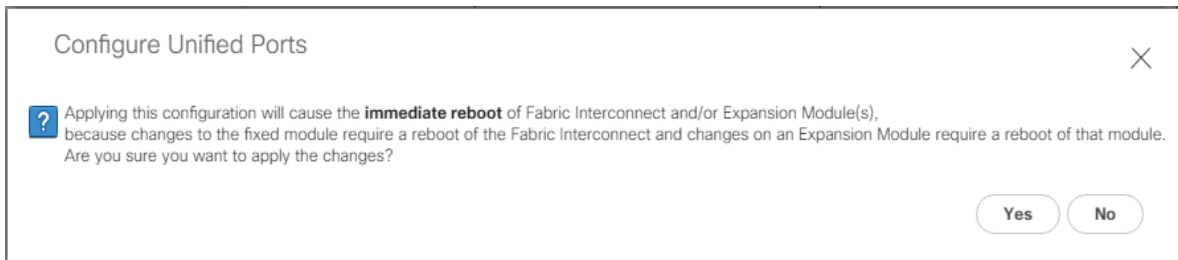 Configure Unified Ports
Applying this configuration will cause the immediate reboot of Fabric Interconnect and/or Expansion Module(s),
because changes to the fixed module require a reboot of the Fabric Interconnect and changes on an Expansion Module require a reboot of that module.
Are you sure you want to apply the changes?
Yes No